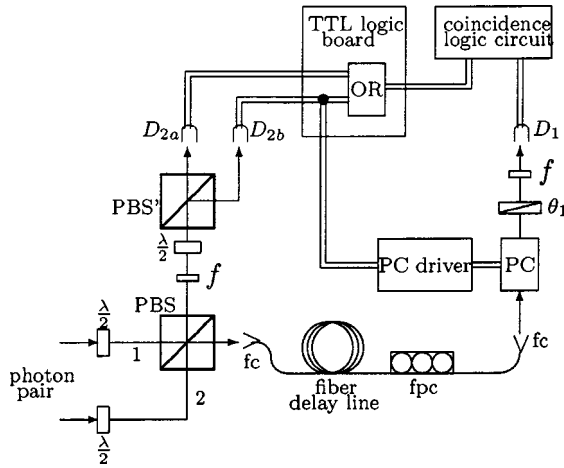 TTL logic
board
coincidence
logic circuit
OR
D2a
D2b
D1
f
PBS'
θ1
λ/2
PC driver
PC
f
PBS
λ/2
1
fc
fc
photon
pair
2
fiber
delay line
fpc
λ/2